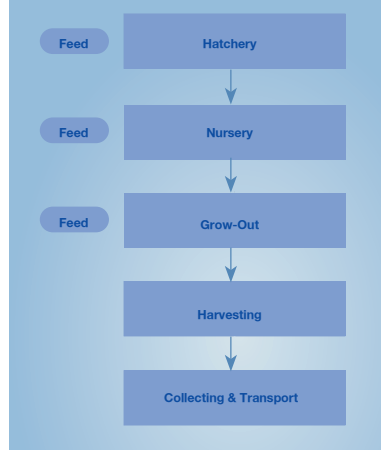 Feed
Hatchery
Feed
Nursery
Feed
Grow-Out
Harvesting
Collecting & Transport